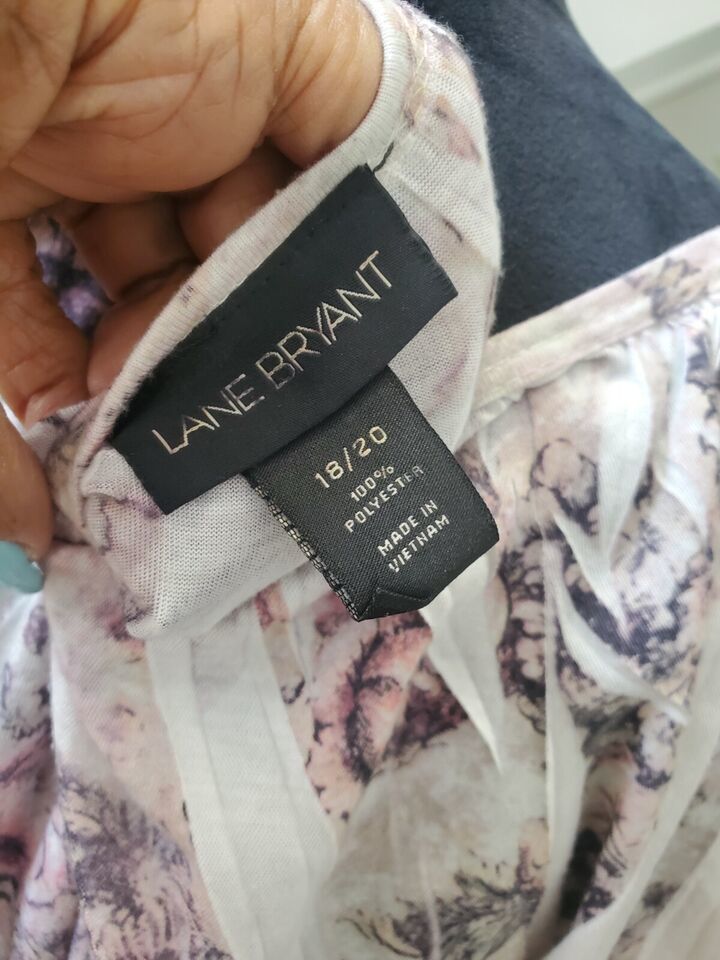 LANE BRYANT
18/20
100%
POLYESTER
MADE IN
VIETNAM